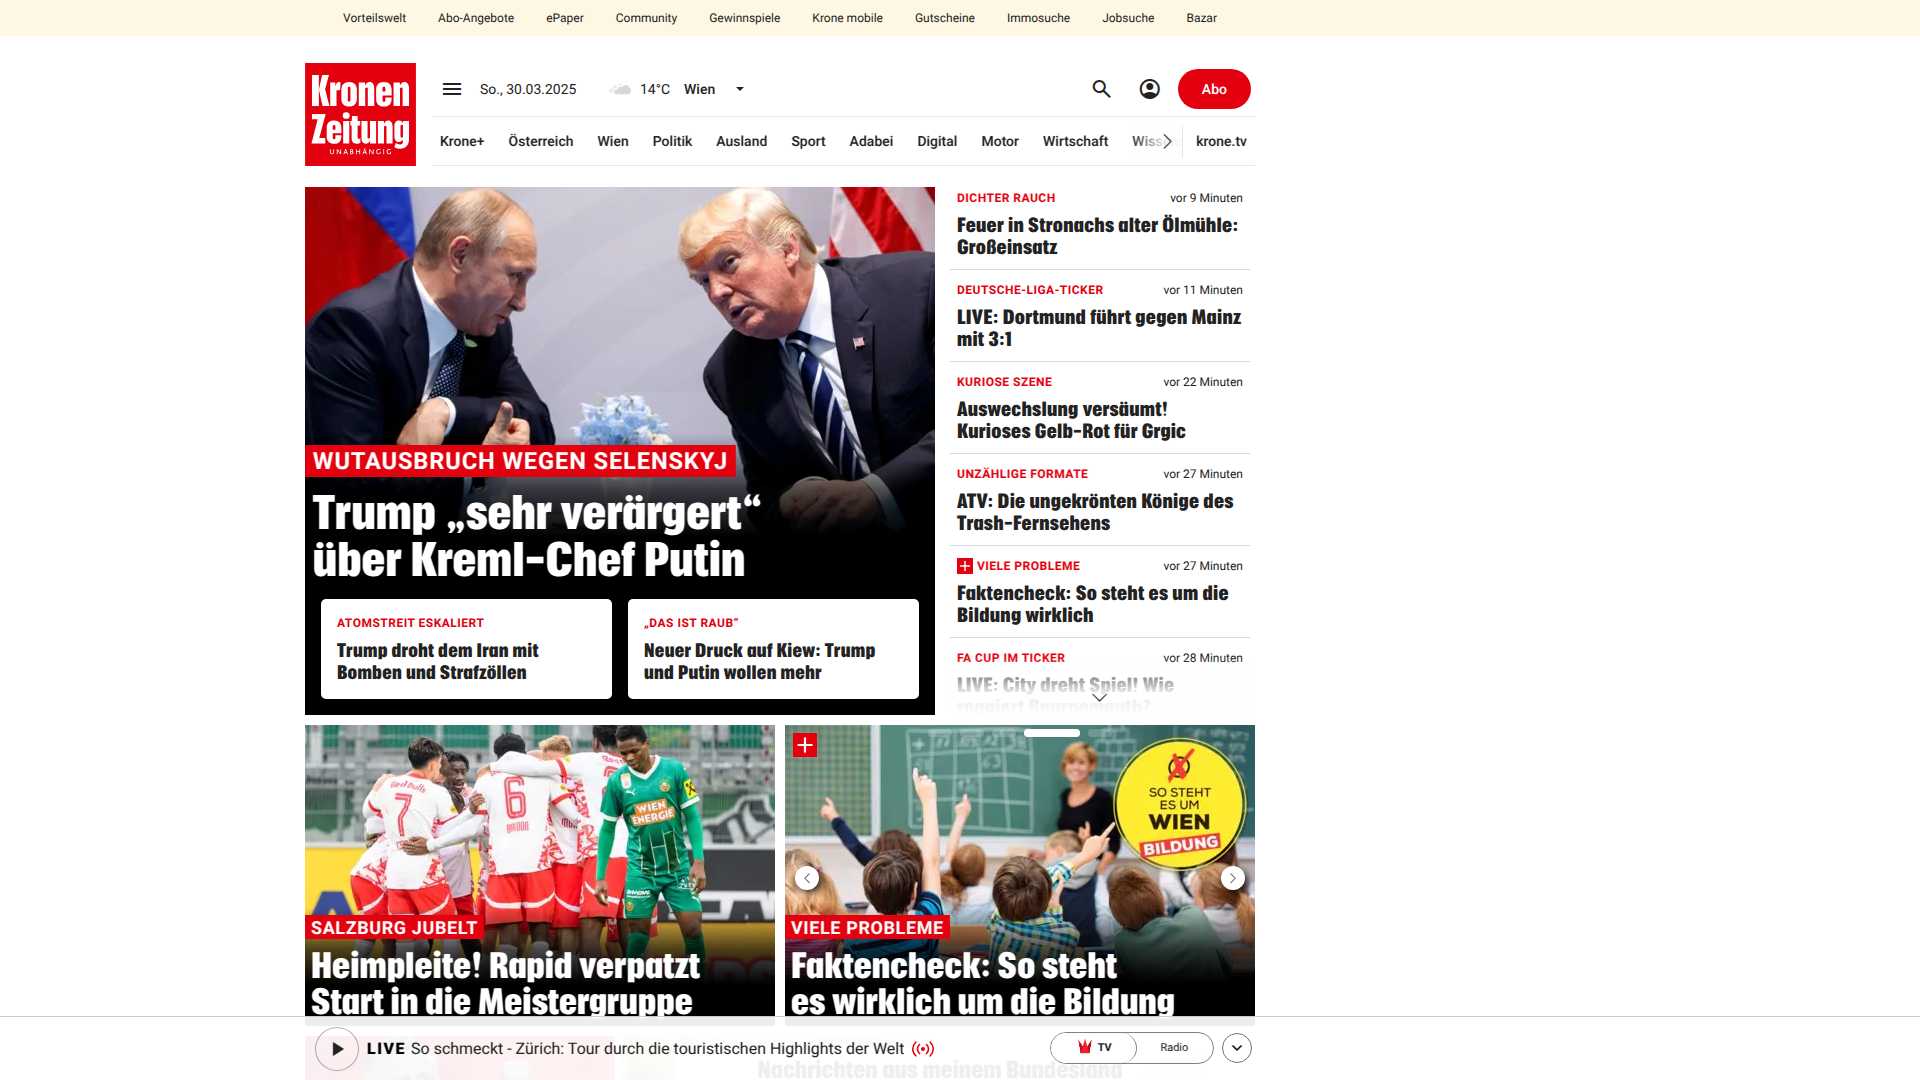 Vorteilswelt Abo-Angebote ePaper Community Gewinnspiele Krone mobile Gutscheine Immosuche Jobsuche Bazar
Kronen
Zeitung
UNABHÄNGIG
So., 30.03.2025 14°C Wien Abo
Krone+ Österreich Wien Politik Ausland Sport Adabei Digital Motor Wirtschaft krone.tv
WUTAUSBRUCH WEGEN SELENSKYJ
Trump „sehr verärgert“
über Kreml-Chef Putin
ATOMSTREIT ESKALIERT
Trump droht dem Iran mit
Bomben und Strafzöllen
„DAS IST RAUB“
Neuer Druck auf Kiew: Trump
und Putin wollen mehr
DICHTER RAUCH vor 9 Minuten
Feuer in Stronachs alter Ölmühle:
Großeinsatz
DEUTSCHE-LIGA-TICKER vor 11 Minuten
LIVE: Dortmund führt gegen Mainz
mit 3:1
KURIOSE SZENE vor 22 Minuten
Auswechslung versäumt!
Kurioses Gelb-Rot für Grgic
UNZÄHLIGE FORMATE vor 27 Minuten
ATV: Die ungekrönten Könige des
Trash-Fernsehens
VIELE PROBLEME vor 27 Minuten
Faktencheck: So steht es um die
Bildung wirklich
FA CUP IM TICKER vor 28 Minuten
LIVE: City dreht Spiel! Wie
reagiert Bournemouth?
7
6
WIEN
ENERGIE
SALZBURG JUBELT
Heimpleite! Rapid verpatzt
Start in die Meistergruppe
SO STEHT
ES UM
WIEN
BILDUNG
VIELE PROBLEME
Faktencheck: So steht
es wirklich um die Bildung
LIVE So schmeckt - Zürich: Tour durch die touristischen Highlights der Welt TV Radio
Nachrichten aus meinem Bundesland